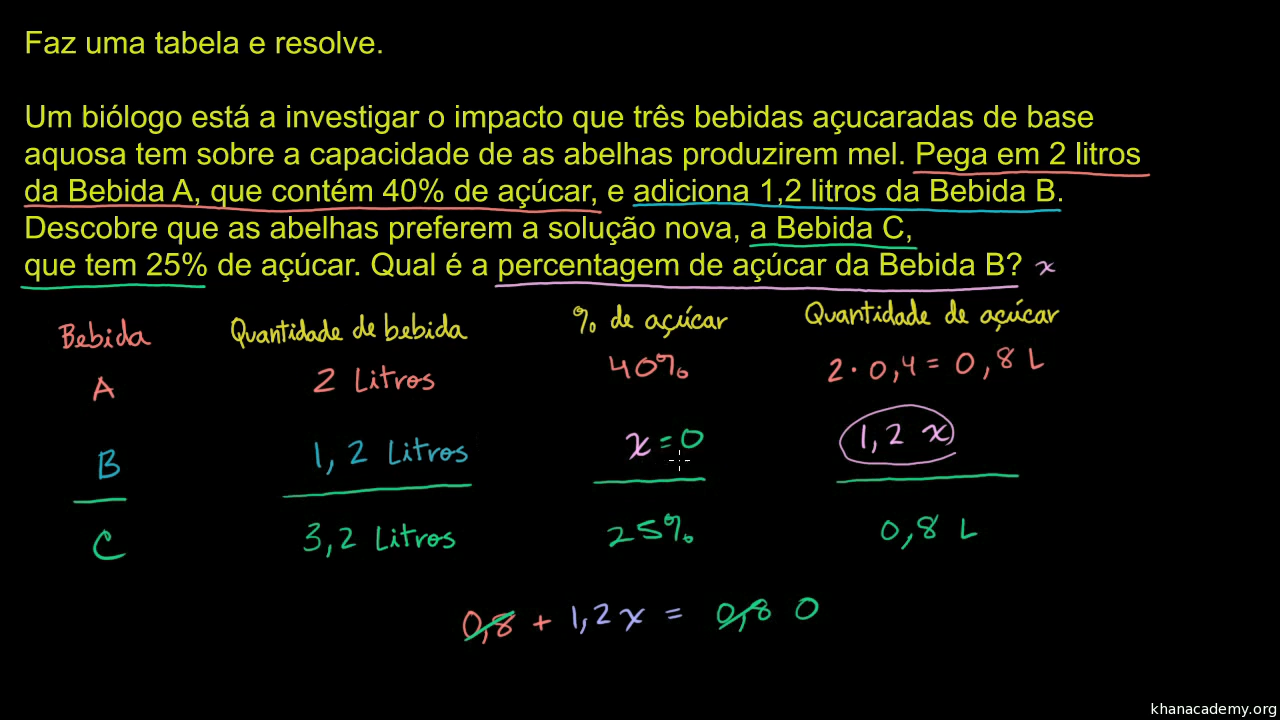 Faz uma tabela e resolve.
Um biólogo está a investigar o impacto que três bebidas açucaradas de base
aquosa tem sobre a capacidade de as abelhas produzirem mel. Pega em 2 litros
da Bebida A, que contém 40% de açúcar, e adiciona 1,2 litros da Bebida B.
Descobre que as abelhas preferem a solução nova, a Bebida C,
que tem 25% de açúcar. Qual é a percentagem de açúcar da Bebida B? x
Bebida Quantidade de bebida % de açúcar Quantidade de açúcar
A 2 Litros 40% 2 · 0,4 = 0,8 L
B 1,2 Litros x = 0 1,2 x
C 3,2 Litros 25% 0,8 L
0,8 + 1,2 x = 0,8 0
khanacademy.org